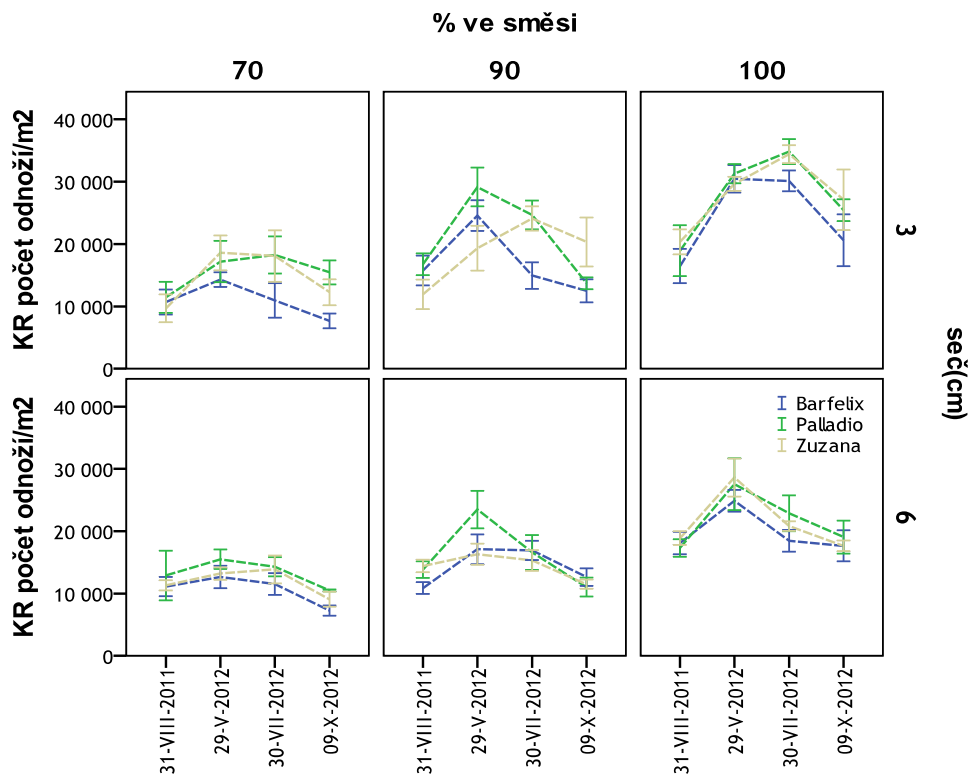 % ve směsi
70 90 100
KR počet odnoží/m2
40 000
30 000
20 000
10 000
0
3
KR počet odnoží/m2
40 000
30 000
20 000
10 000
0
6
seč(cm)
Barfelix
Palladio
Zuzana
31-VIII-2011
29-V-2012
30-VII-2012
09-X-2012
31-VIII-2011
29-V-2012
30-VII-2012
09-X-2012
31-VIII-2011
29-V-2012
30-VII-2012
09-X-2012